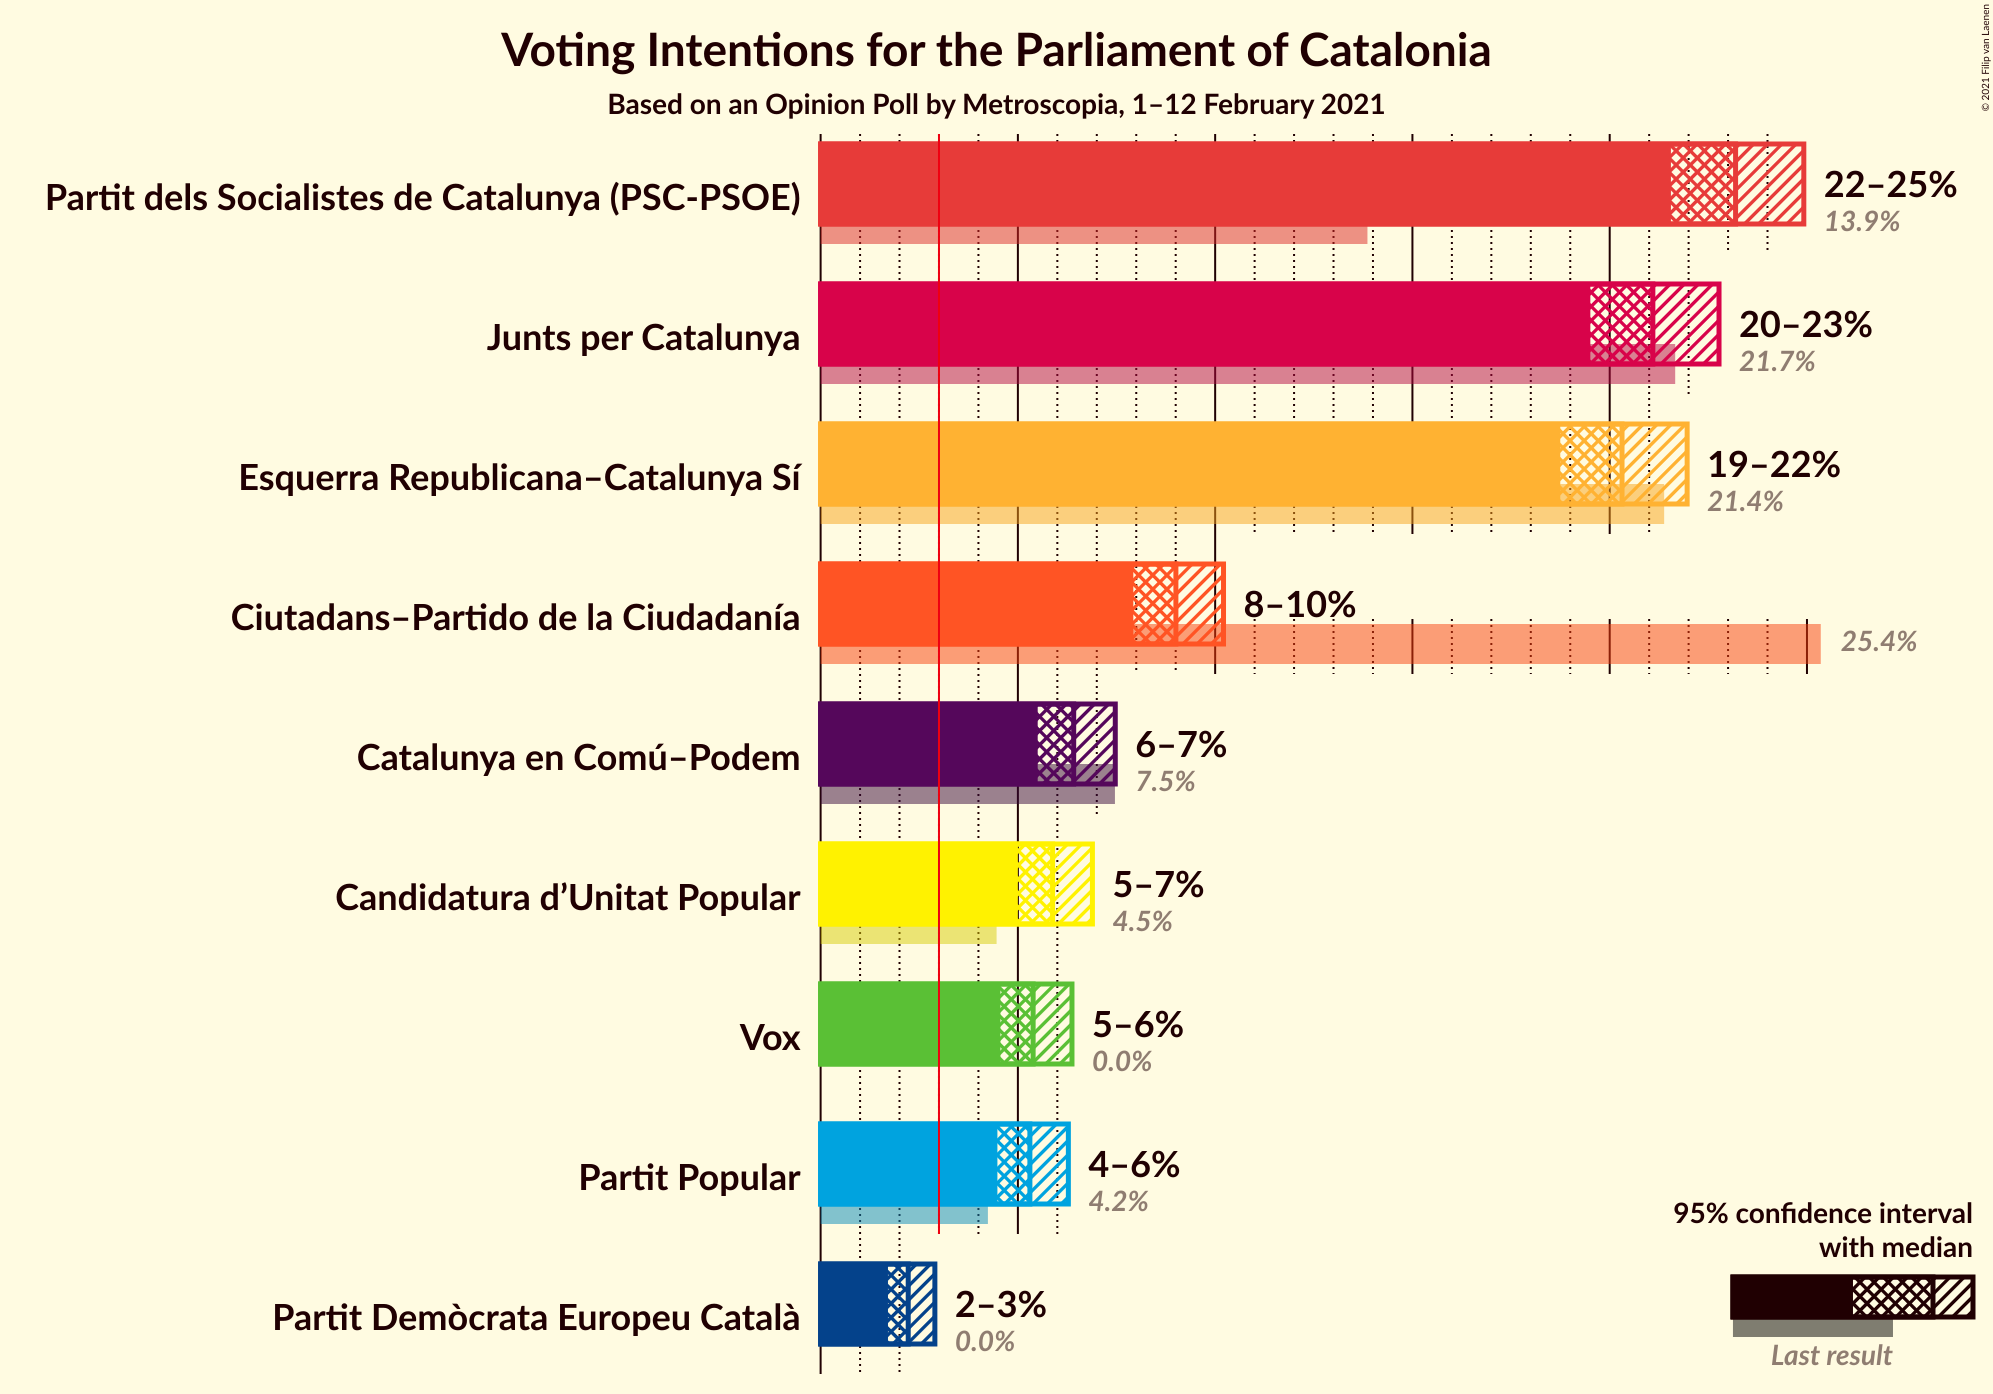 Voting Intentions for the Parliament of Catalonia
Based on an Opinion Poll by Metroscopia, 1–12 February 2021
© 2021 Filip van Laenen
Partit dels Socialistes de Catalunya (PSC-PSOE)
22–25%
13.9%
Junts per Catalunya
20–23%
21.7%
Esquerra Republicana–Catalunya Sí
19–22%
21.4%
Ciutadans–Partido de la Ciudadanía
8–10%
25.4%
Catalunya en Comú–Podem
6–7%
7.5%
Candidatura d’Unitat Popular
5–7%
4.5%
Vox
5–6%
0.0%
Partit Popular
4–6%
4.2%
Partit Demòcrata Europeu Català
2–3%
0.0%
95% confidence interval
with median
Last result